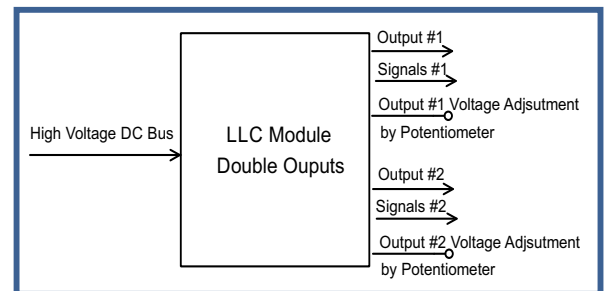 High Voltage DC Bus
LLC Module
Double Ouputs
Output #1
Signals #1
Output #1 Voltage Adjsutment
by Potentiometer
Output #2
Signals #2
Output #2 Voltage Adjsutment
by Potentiometer